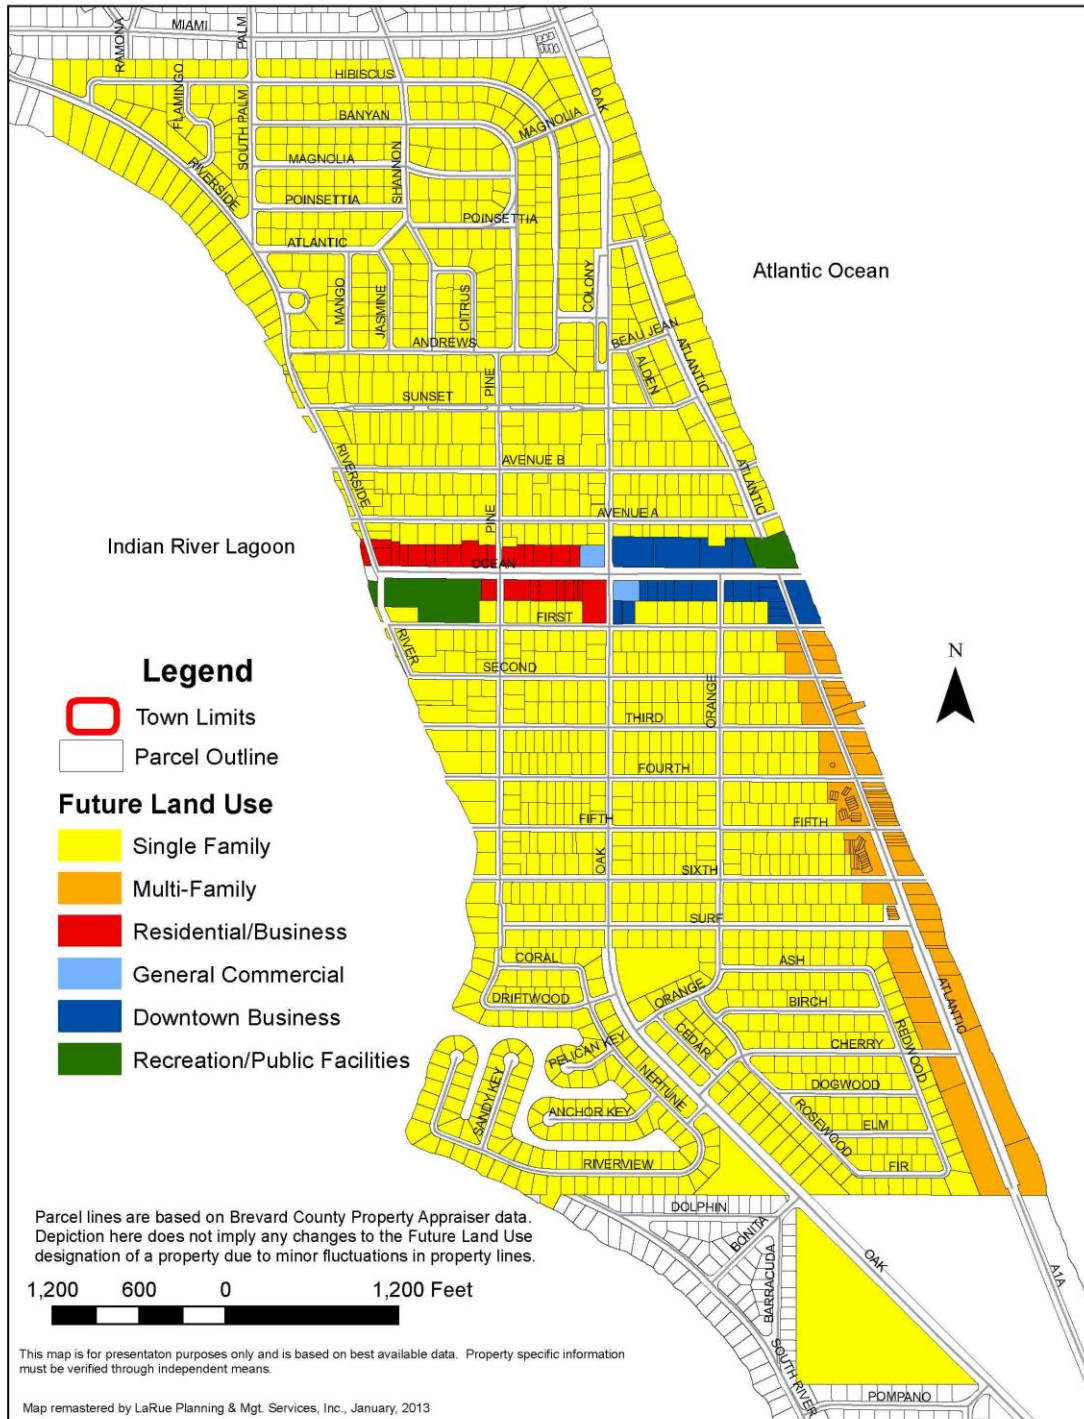 MIAMI
RAMONA
PALM
HIBISCUS
FLAMINGO
BANYAN
OAK
MAGNOLIA
SOUTH PALM
MAGNOLIA
SHANNON
RIVERSIDE
POINSETTIA
POINSETTIA
ATLANTIC
Atlantic Ocean
COLONY
MANGO
JASMINE
CITRUS
ANDREWS
BEAU JEAN
ATLANTIC
ALDEN
PINE
SUNSET
AVENUE B
RIVERSIDE
ATLANTIC
AVENUE A
PINE
Indian River Lagoon
OCEAN
FIRST
RIVER
SECOND
N
ORANGE
THIRD
FOURTH
FIFTH
FIFTH
OAK
SIXTH
SURF
CORAL
ASH
DRIFTWOOD
ORANGE
BIRCH
ATLANTIC
CEDAR
REDWOOD
CHERRY
PELICAN KEY
NEPTUNE
DOGWOOD
SANDY KEY
ANCHOR KEY
ROSEWOOD
ELM
RIVERVIEW
FIR
DOLPHIN
BONITA
BARRACUDA
OAK
A1A
SOUTH RIVER
POMPANO
Legend
Town Limits
Parcel Outline
Future Land Use
Single Family
Multi-Family
Residential/Business
General Commercial
Downtown Business
Recreation/Public Facilities
Parcel lines are based on Brevard County Property Appraiser data.
Depiction here does not imply any changes to the Future Land Use
designation of a property due to minor fluctuations in property lines.
1,200 600 0 1,200 Feet
This map is for presentaton purposes only and is based on best available data. Property specific information
must be verified through independent means.
Map remastered by LaRue Planning & Mgt. Services, Inc., January, 2013